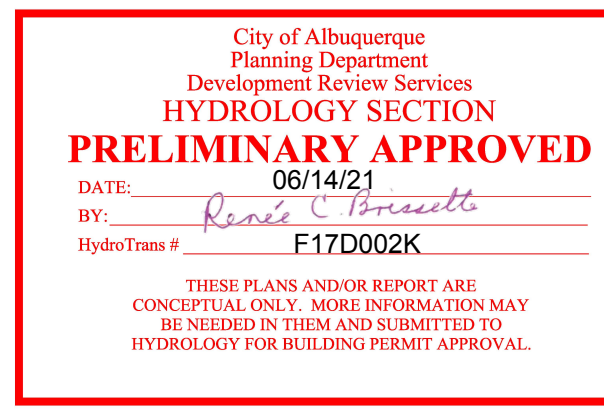 City of Albuquerque
Planning Department
Development Review Services
HYDROLOGY SECTION
PRELIMINARY APPROVED
DATE: 06/14/21
BY: Renée C. Brissette
HydroTrans # F17D002K
THESE PLANS AND/OR REPORT ARE
CONCEPTUAL ONLY. MORE INFORMATION MAY
BE NEEDED IN THEM AND SUBMITTED TO
HYDROLOGY FOR BUILDING PERMIT APPROVAL.